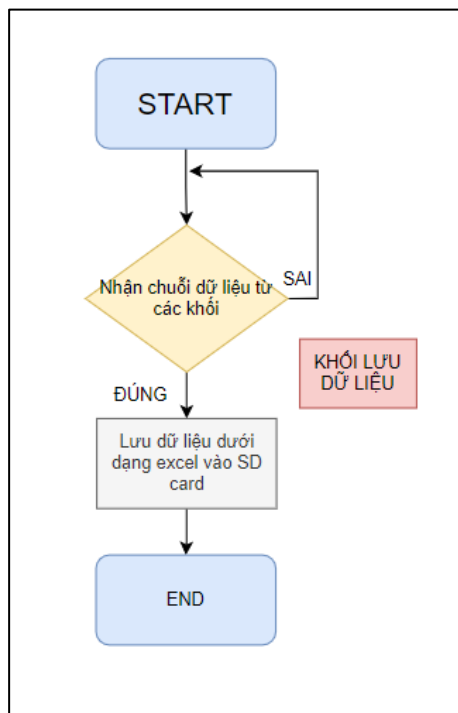 START
Nhận chuỗi dữ liệu từ
các khối
SAI
KHỐI LƯU
DỮ LIỆU
ĐÚNG
Lưu dữ liệu dưới
dạng excel vào SD
card
END